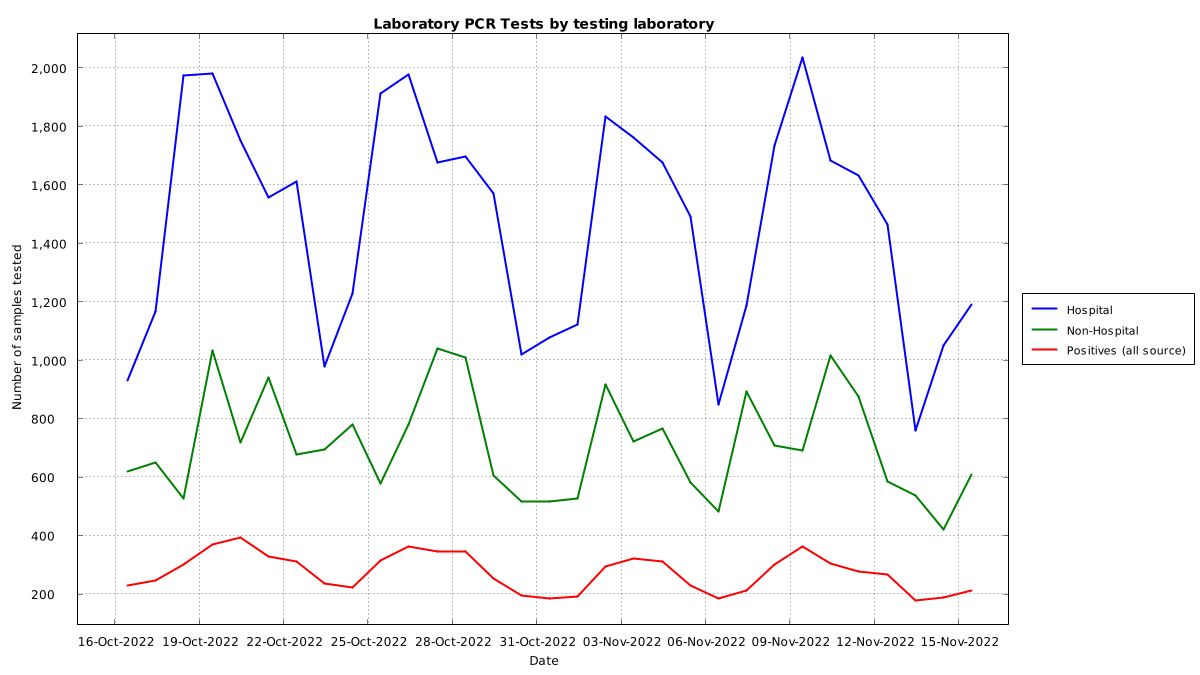 Laboratory PCR Tests by testing laboratory
Number of samples tested
2,000
1,800
1,600
1,400
1,200
1,000
800
600
400
200
Hospital
Non-Hospital
Positives (all source)
16-Oct-2022 19-Oct-2022 22-Oct-2022 25-Oct-2022 28-Oct-2022 31-Oct-2022 03-Nov-2022 06-Nov-2022 09-Nov-2022 12-Nov-2022 15-Nov-2022
Date